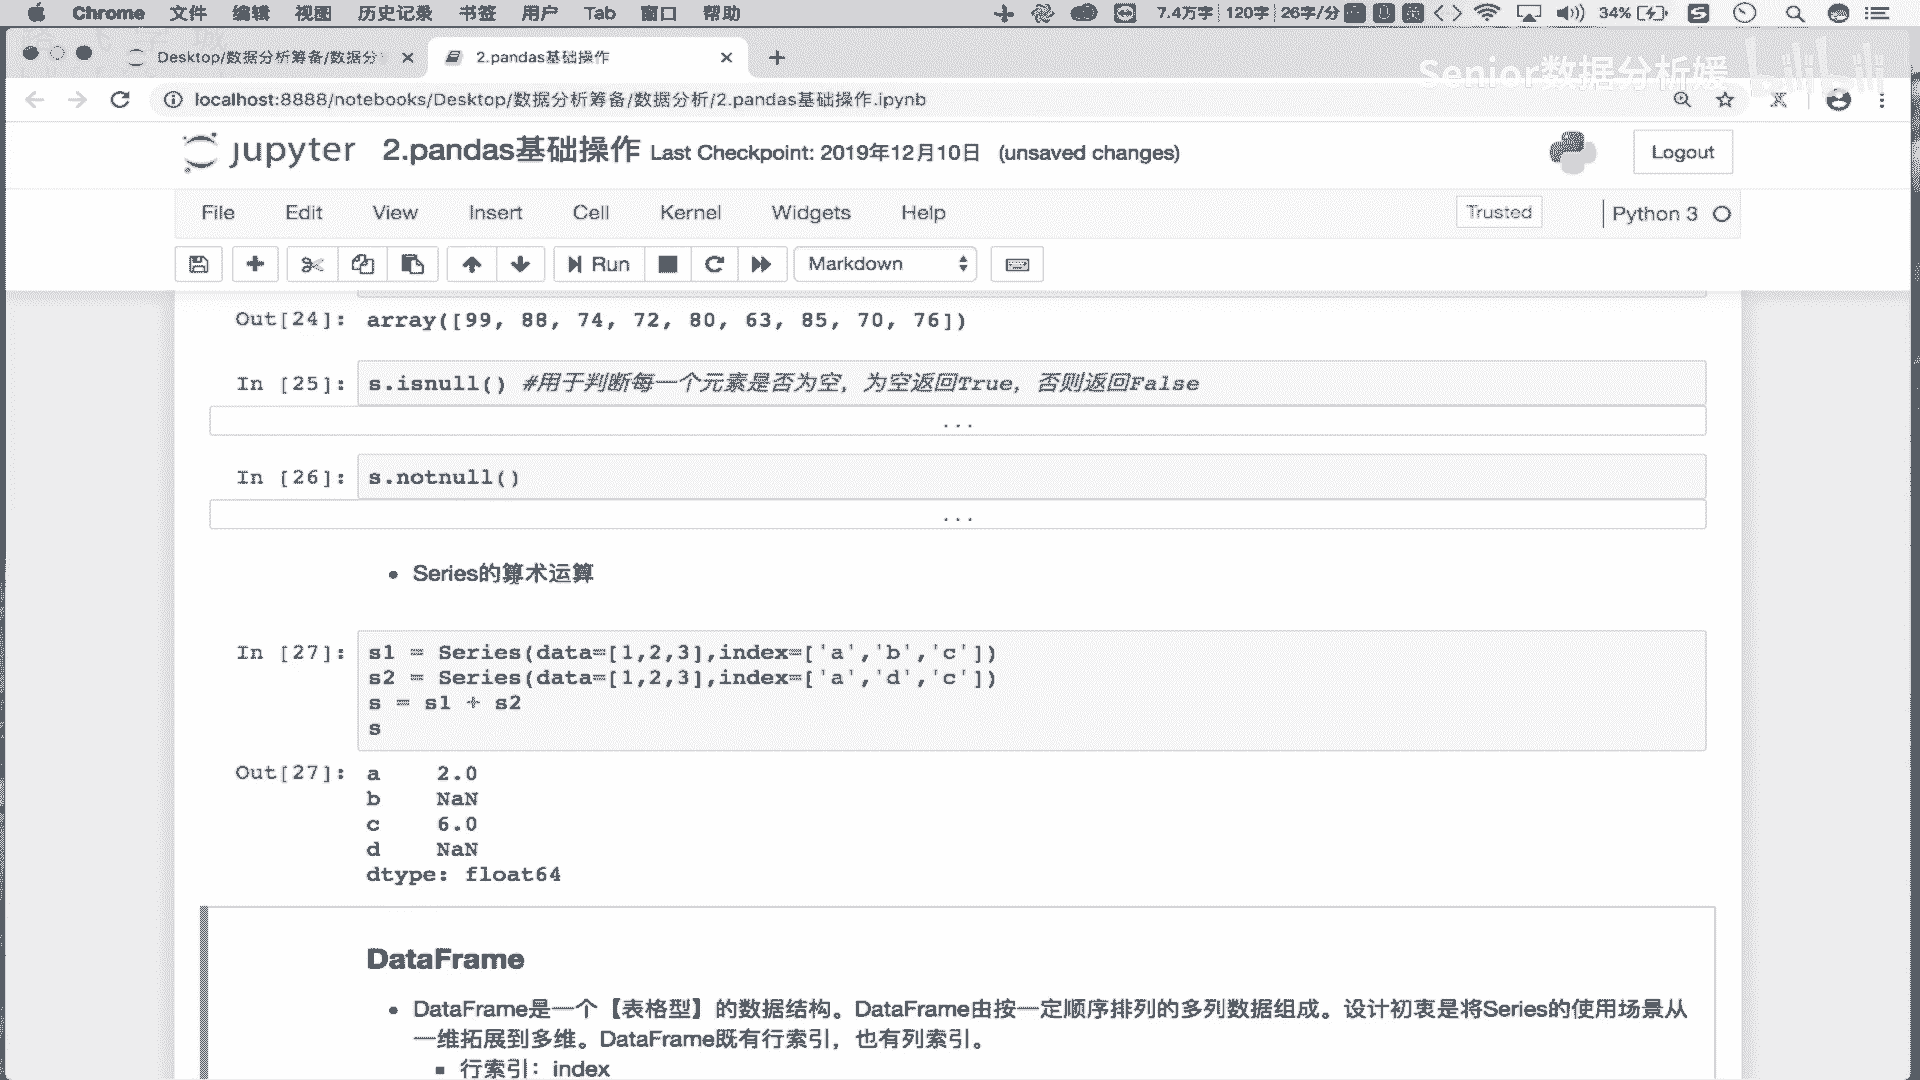 Chrome 文件 编辑 视图 历史记录 书签 用户 Tab 窗口 帮助 7.4万字 120字 26字/分 34%
Desktop/数据分析筹备/数据分 2.pandas基础操作
Senior数据分析媛 bilibili
localhost:8888/notebooks/Desktop/数据分析筹备/数据分析/2.pandas基础操作.ipynb
jupyter 2.pandas基础操作 Last Checkpoint: 2019年12月10日 (unsaved changes) Logout
File Edit View Insert Cell Kernel Widgets Help Trusted Python 3
Run Markdown
Out[24]: array([99, 88, 74, 72, 80, 63, 85, 70, 76])
In [25]: s.isnull() #用于判断每一个元素是否为空，为空返回True，否则返回False
...
In [26]: s.notnull()
...
• Series的算术运算
In [27]: s1 = Series(data=[1,2,3],index=['a','b','c'])
s2 = Series(data=[1,2,3],index=['a','d','c'])
s = s1 + s2
s
Out[27]: a 2.0
b NaN
c 6.0
d NaN
dtype: float64
DataFrame
• DataFrame是一个【表格型】的数据结构。DataFrame由按一定顺序排列的多列数据组成。设计初衷是将Series的使用场景从
一维拓展到多维。DataFrame既有行索引，也有列索引。
▪ 行索引：index